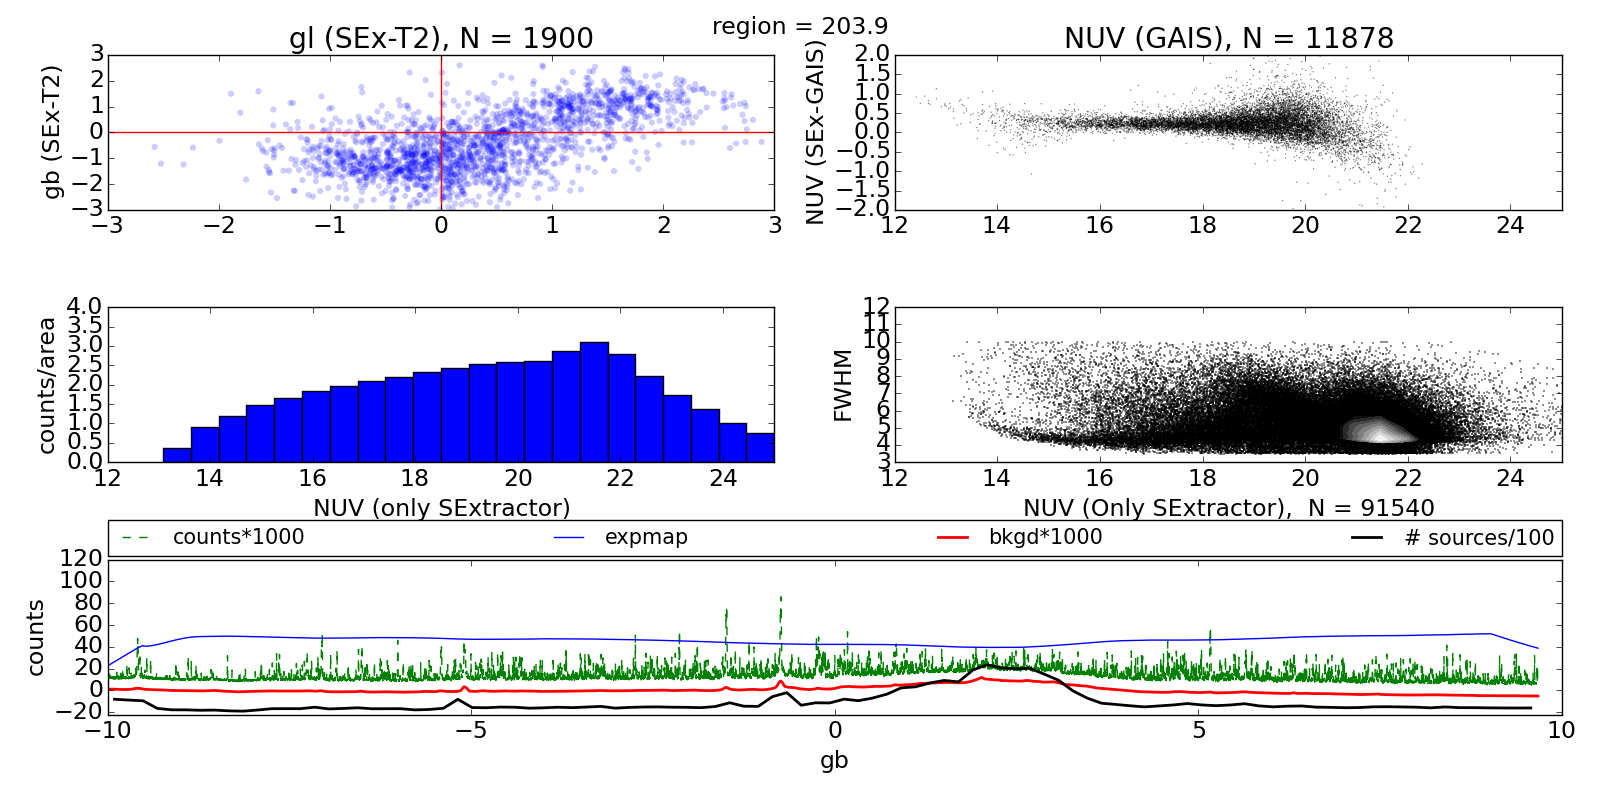 region = 203.9
gl (SEx-T2), N = 1900
gb (SEx-T2)
3
2
1
0
−1
−2
−3
−3 −2 −1 0 1 2 3
NUV (GAIS), N = 11878
NUV (SEx-GAIS)
2.0
1.5
1.0
0.5
0.0
−0.5
−1.0
−1.5
−2.0
12 14 16 18 20 22 24
counts/area
4.0
3.5
3.0
2.5
2.0
1.5
1.0
0.5
0.0
12 14 16 18 20 22 24
NUV (only SExtractor)
FWHM
12
11
10
9
8
7
6
5
4
3
12 14 16 18 20 22 24
NUV (Only SExtractor), N = 91540
counts*1000 expmap bkgd*1000 # sources/100
counts
120
100
80
60
40
20
0
−20
−10 −5 0 5 10
gb